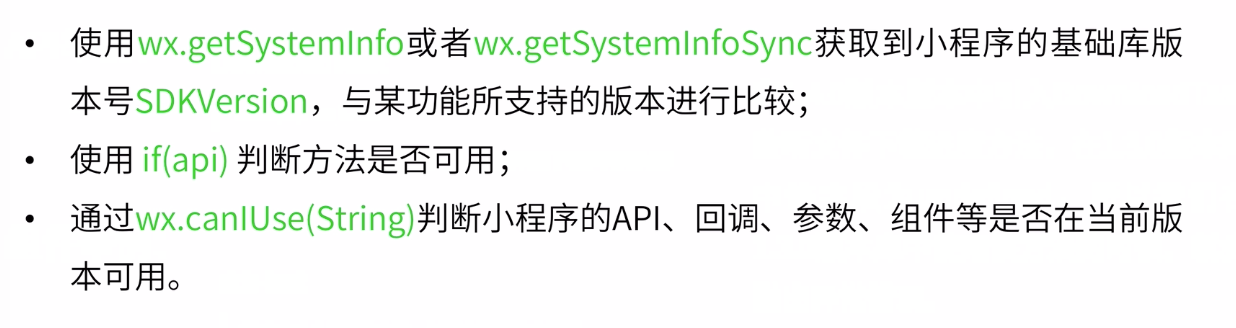 • 使用wx.getSystemInfo或者wx.getSystemInfoSync获取到小程序的基础库版
本号SDKVersion，与某功能所支持的版本进行比较；
• 使用 if(api) 判断方法是否可用；
• 通过wx.canIUse(String)判断小程序的API、回调、参数、组件等是否在当前版
本可用。